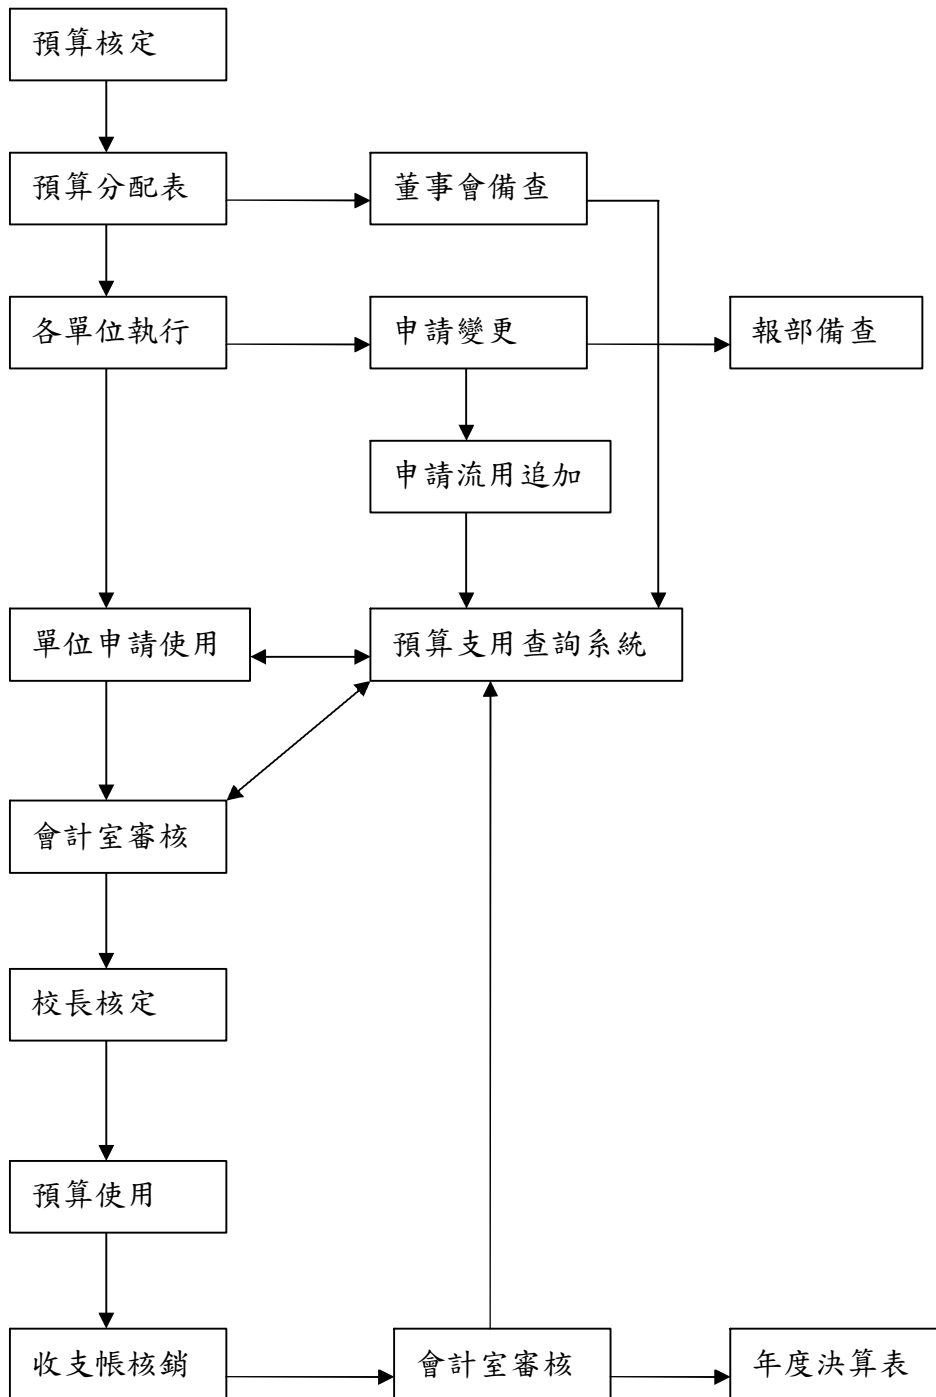 預算核定
預算分配表
董事會備查
各單位執行
申請變更
報部備查
申請流用追加
單位申請使用
預算支用查詢系統
會計室審核
校長核定
預算使用
收支帳核銷
會計室審核
年度決算表